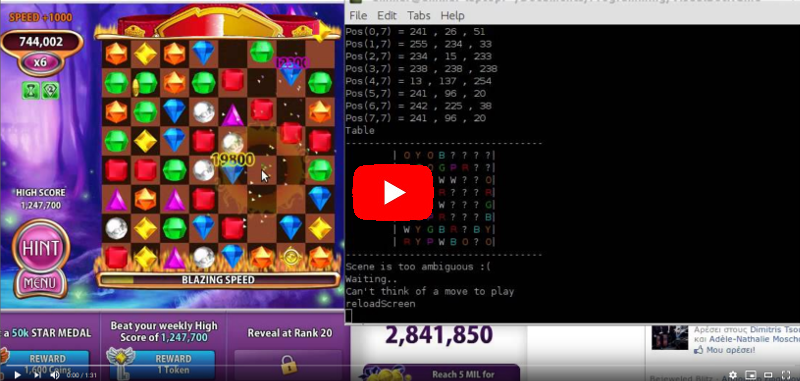 SPEED +1000
744,002
x6
19800
HIGH SCORE
1,247,700
HINT
MENU
BLAZING SPEED
a 50k STAR MEDAL
REWARD
1,600 Coins
Beat your weekly High
Score of 1,247,700
REWARD
1 Token
Reveal at Rank 20
File Edit Tabs Help
Pos(0,7) = 241 , 26 , 51
Pos(1,7) = 255 , 234 , 33
Pos(2,7) = 234 , 15 , 233
Pos(3,7) = 238 , 238 , 238
Pos(4,7) = 13 , 137 , 254
Pos(5,7) = 241 , 96 , 20
Pos(6,7) = 242 , 225 , 38
Pos(7,7) = 241 , 96 , 20
Table
| O Y O B ? ? ? ?|
O G P R ? ?|
W W ? ? O|
R ? ? ? R|
W ? ? ? G|
P R ? ? ? B|
| W Y G B R ? B Y|
| R Y P W B O ? O|
Scene is too ambiguous :(
Waiting..
Can't think of a move to play
reloadScreen
2,841,850
Reach 5 MIL for
Αρέσει στους Dimitris Tso
και Adèle-Nathalie Moscho
Μου αρέσει!
0:00 / 1:31